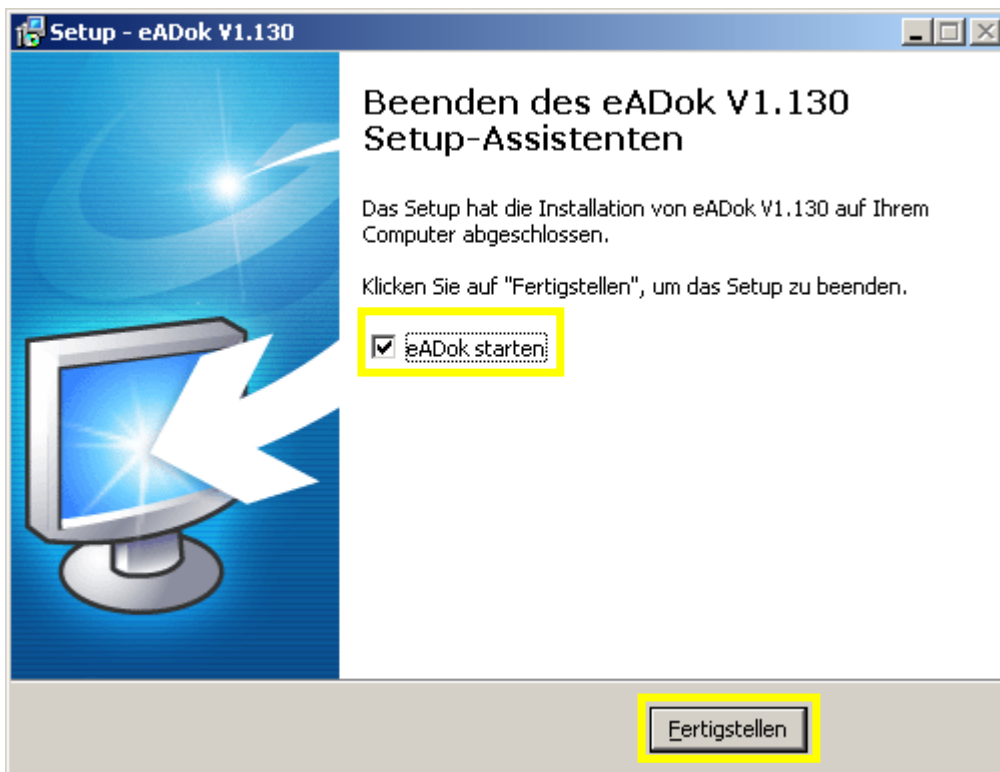 Setup - eADok V1.130
Beenden des eADok V1.130
Setup-Assistenten
Das Setup hat die Installation von eADok V1.130 auf Ihrem
Computer abgeschlossen.
Klicken Sie auf "Fertigstellen", um das Setup zu beenden.
eADok starten
Fertigstellen